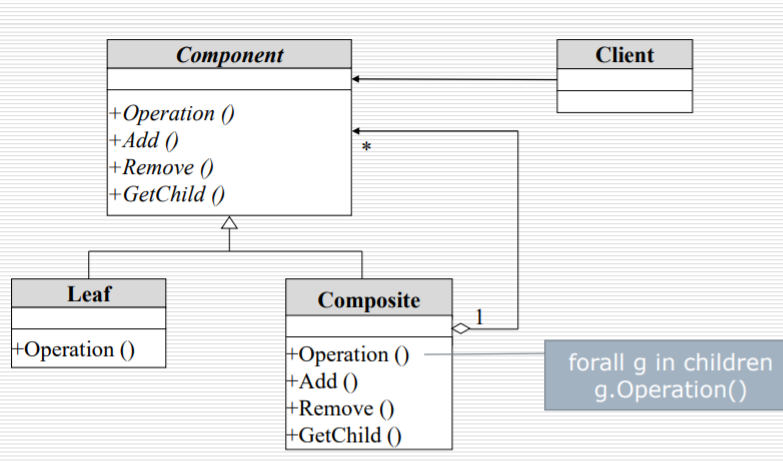 Component
+Operation ()
+Add ()
+Remove ()
+GetChild ()
Client
*
Leaf
+Operation ()
Composite
1
+Operation ()
+Add ()
+Remove ()
+GetChild ()
forall g in children
g.Operation()